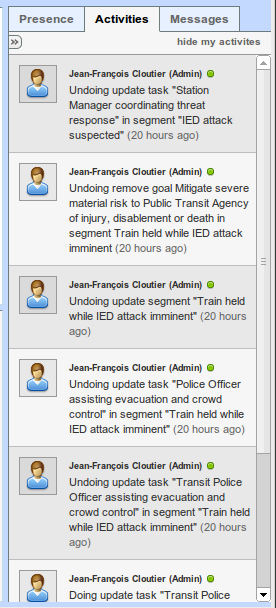 Presence Activities Messages
hide my activites
Jean-François Cloutier (Admin)
Undoing update task "Station
Manager coordinating threat
response" in segment "IED attack
suspected" (20 hours ago)
Jean-François Cloutier (Admin)
Undoing remove goal Mitigate severe
material risk to Public Transit Agency
of injury, disablement or death in
segment Train held while IED attack
imminent (20 hours ago)
Jean-François Cloutier (Admin)
Undoing update segment "Train held
while IED attack imminent" (20 hours
ago)
Jean-François Cloutier (Admin)
Undoing update task "Police Officer
assisting evacuation and crowd
control" in segment "Train held while
IED attack imminent" (20 hours ago)
Jean-François Cloutier (Admin)
Undoing update task "Transit Police
Officer assisting evacuation and
crowd control" in segment "Train held
while IED attack imminent" (20 hours
ago)
Jean-François Cloutier (Admin)
Doing update task "Transit Police